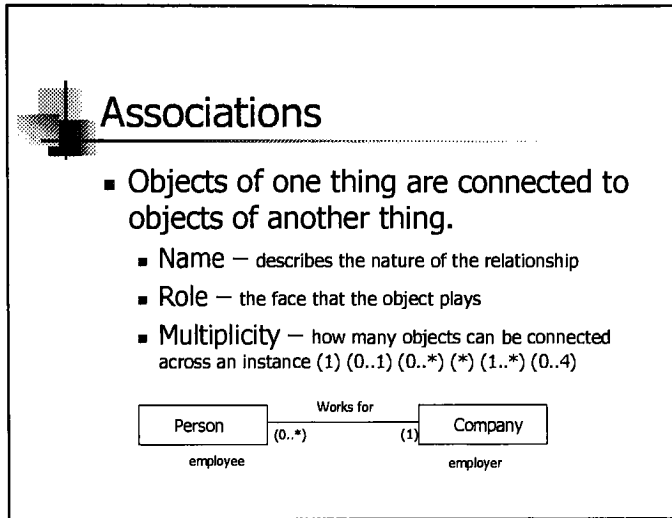 Associations
Objects of one thing are connected to
objects of another thing.
Name — describes the nature of the relationship
Role — the face that the object plays
Multiplicity — how many objects can be connected
across an instance (1) (0..1) (0..*) (*) (1..*) (0..4)
Works for
Person
Company
(0..*)
(1)
employee
employer